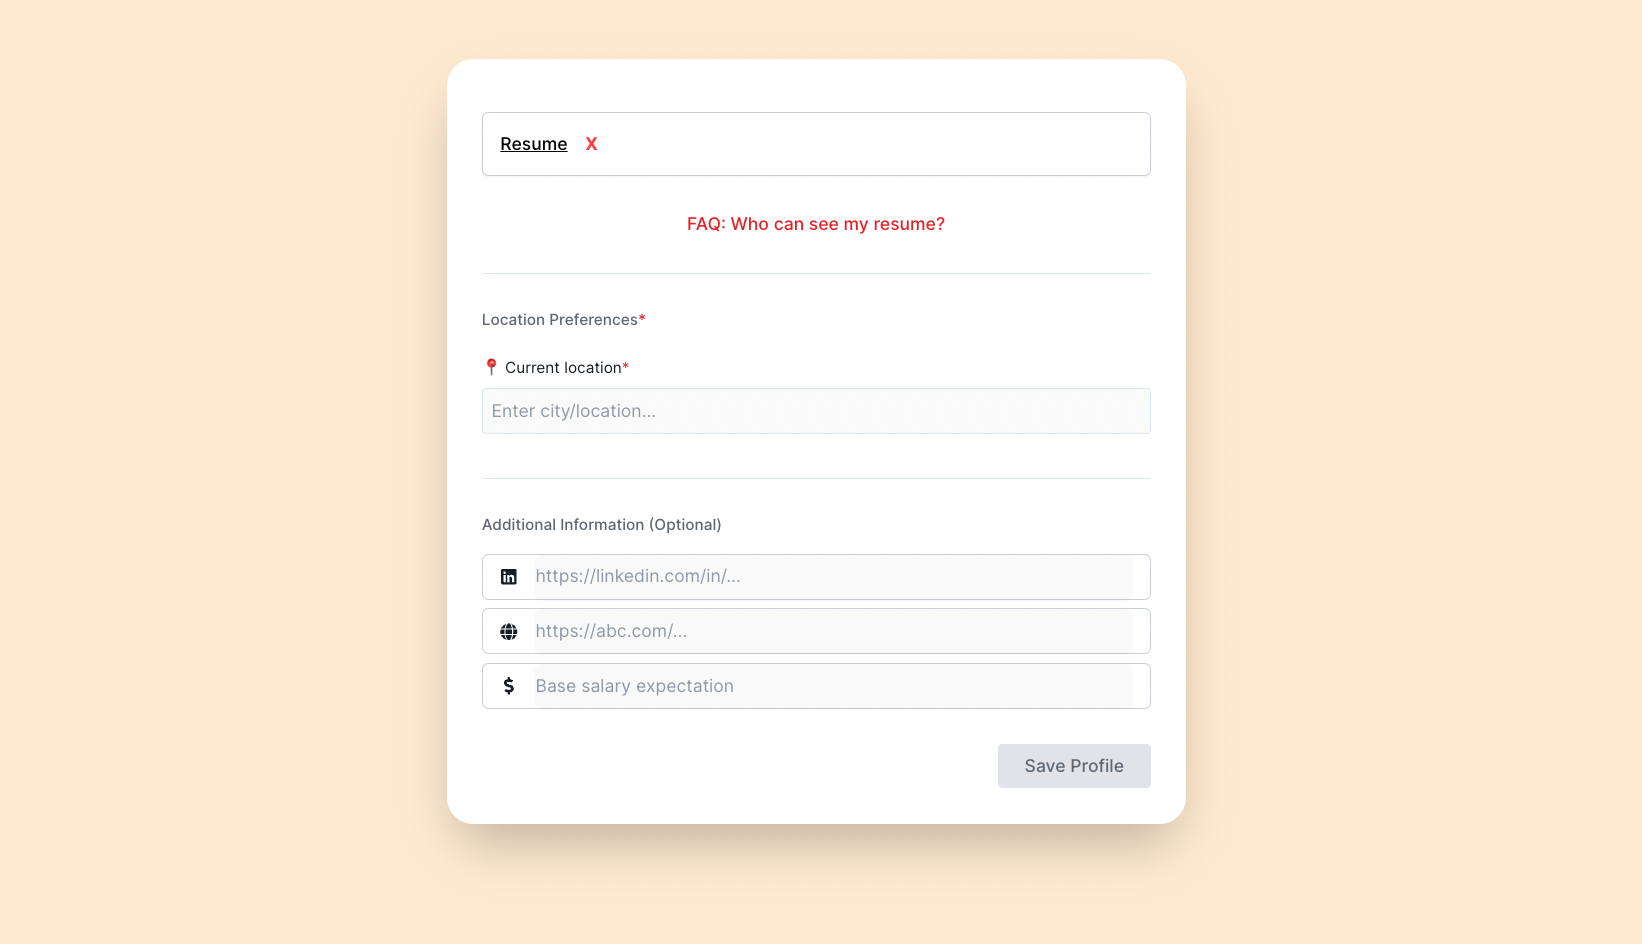 Resume X
FAQ: Who can see my resume?
Location Preferences*
📍 Current location*
Enter city/location...
Additional Information (Optional)
https://linkedin.com/in/...
https://abc.com/...
$ Base salary expectation
Save Profile